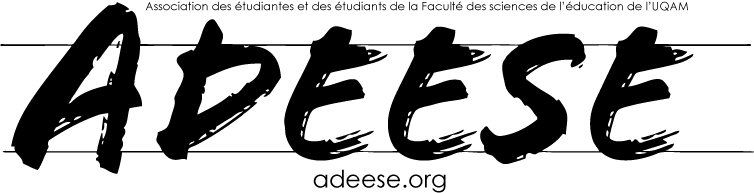 Association des étudiantes et des étudiants de la Faculté des sciences de l'éducation de l'UQAM
ADEESE
adeese.org